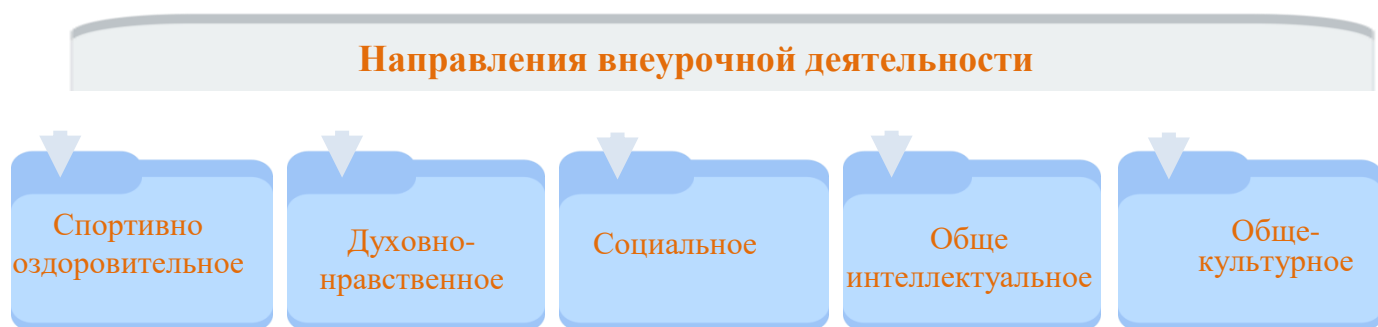 Направления внеурочной деятельности
Спортивно
оздоровительное
Духовно-
нравственное
Социальное
Обще
интеллектуальное
Обще-
культурное